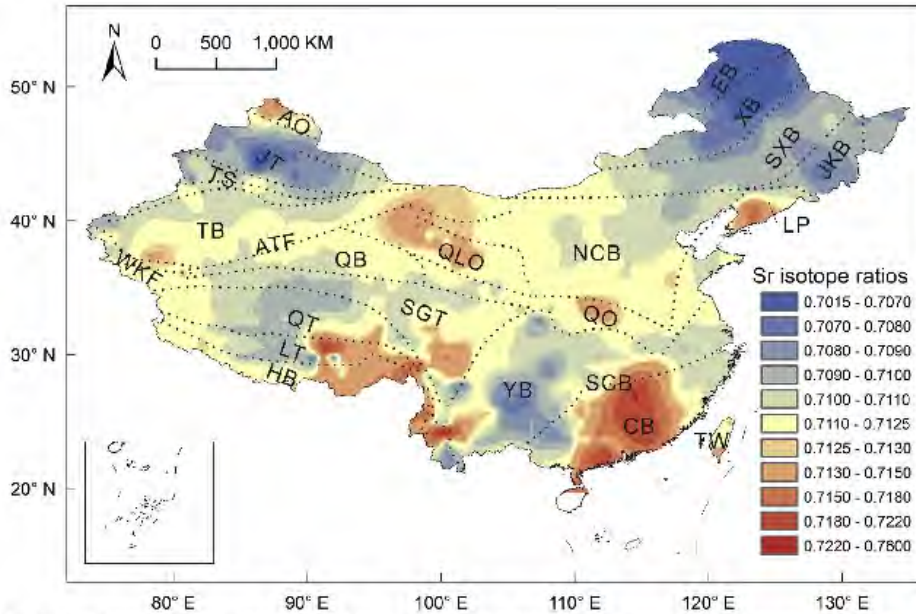 N
0 500 1,000 KM
50° N
40° N
30° N
20° N
80° E 90° E 100° E 110° E 120° E 130° E
AO
JT
TS
TB
ATF
WKF
QB
QLO
QT
SGT
LT
HB
EB
XB
SXB
JKB
LP
NCB
QO
YB
SCB
CB
TW
Sr isotope ratios
0.7015 - 0.7070
0.7070 - 0.7080
0.7080 - 0.7090
0.7090 - 0.7100
0.7100 - 0.7110
0.7110 - 0.7125
0.7125 - 0.7130
0.7130 - 0.7150
0.7150 - 0.7180
0.7180 - 0.7220
0.7220 - 0.7800